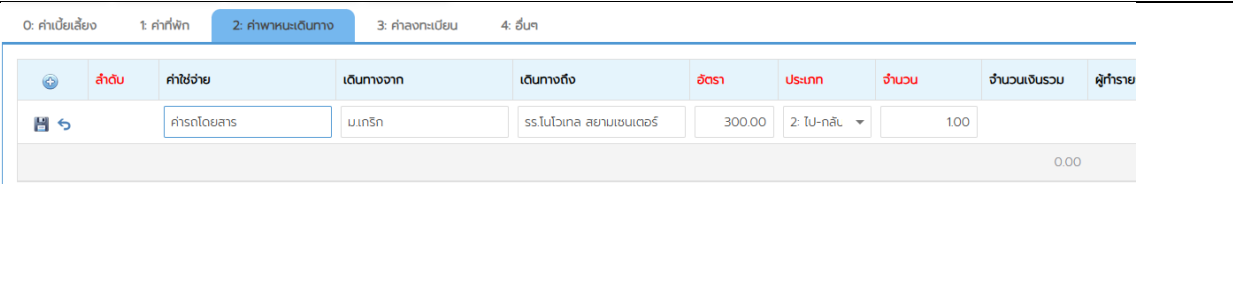 0: ค่าเบี้ยเลี้ยง 1: ค่าที่พัก 2: ค่าพาหนะเดินทาง 3: ค่าลงทะเบียน 4: อื่นๆ
ลำดับ ค่าใช่จ่าย เดินทางจาก เดินทางถึง อัตรา ประเภท จำนวน จำนวนเงินรวม ผู้ทำราย
ค่ารถโดยสาร ม.เกริก รร.โนโวเทล สยามเซนเตอร์ 300.00 2: ไป-กลับ 1.00
0.00